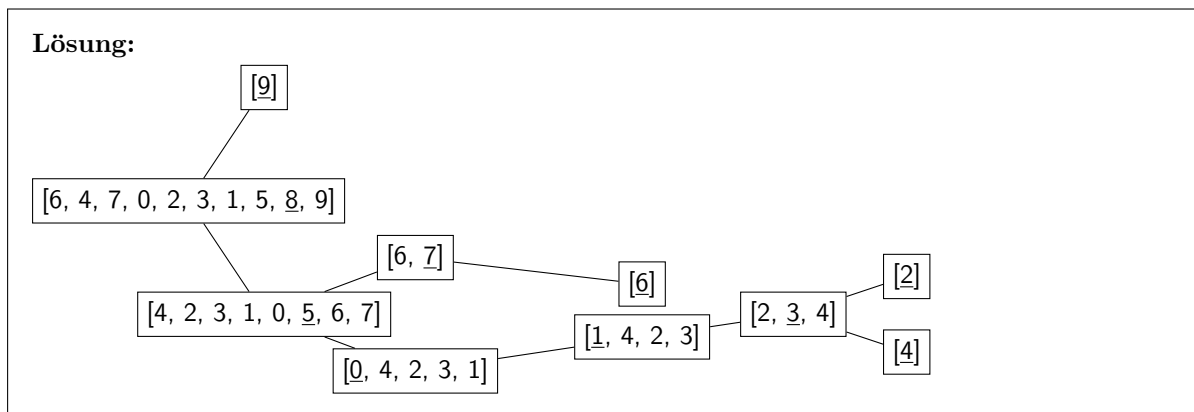 Lösung:
[9]
[6, 4, 7, 0, 2, 3, 1, 5, 8, 9]
[6, 7]
[2]
[6]
[4, 2, 3, 1, 0, 5, 6, 7]
[2, 3, 4]
[1, 4, 2, 3]
[4]
[0, 4, 2, 3, 1]